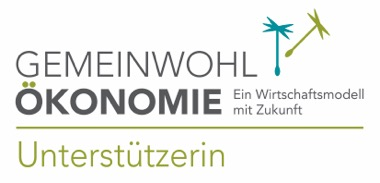 GEMEINWOHL
ÖKONOMIE
Ein Wirtschaftsmodell
mit Zukunft
Unterstützerin